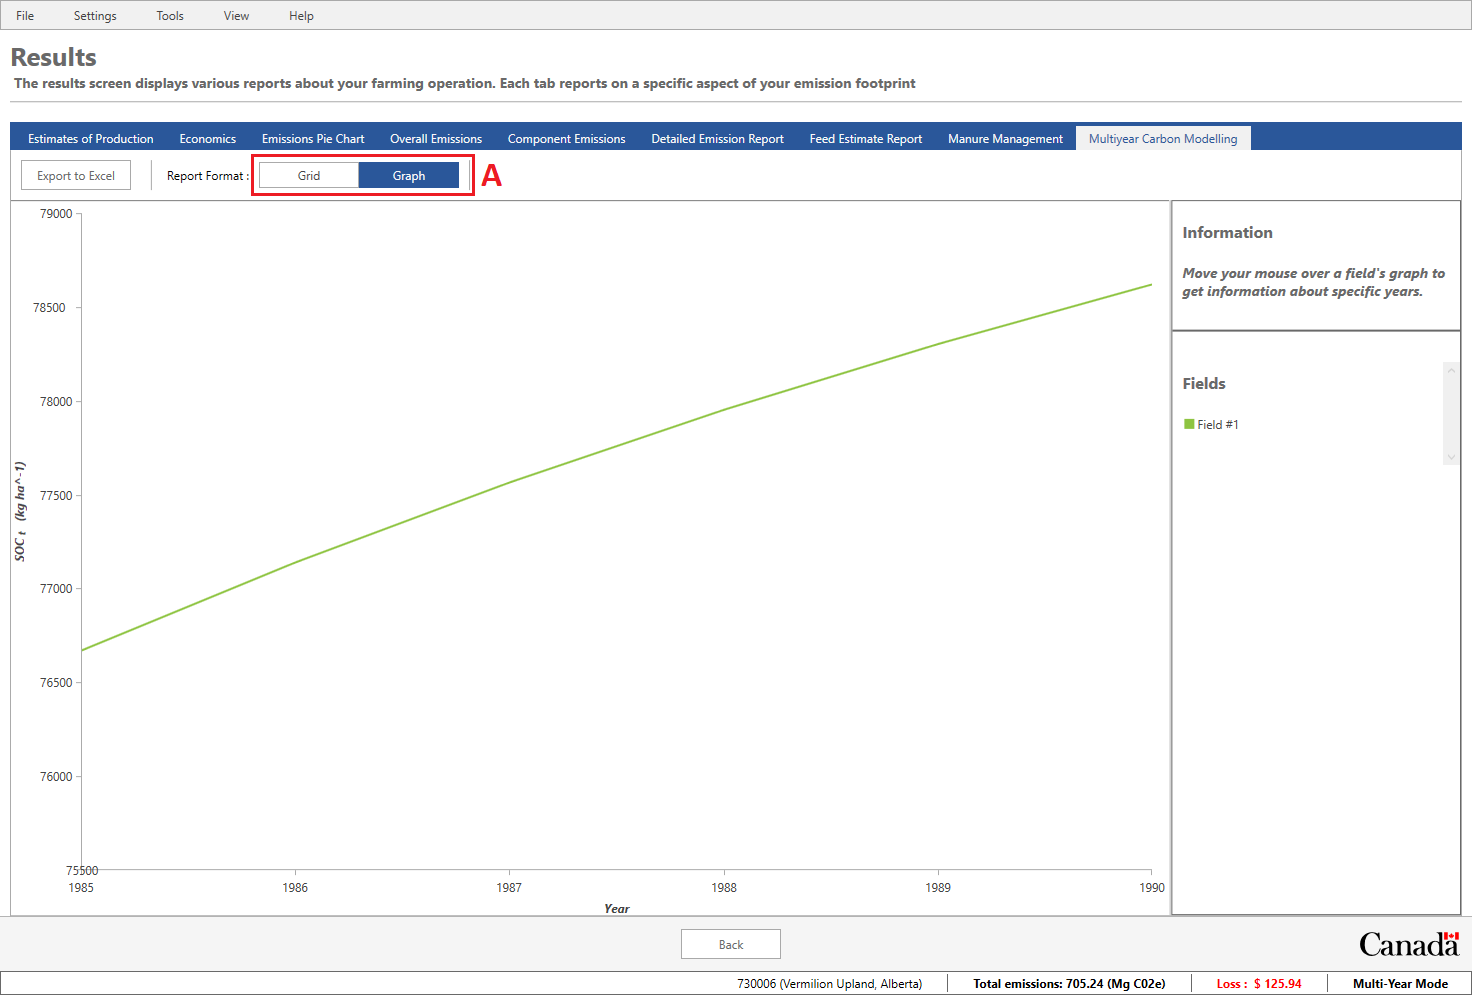 File Settings Tools View Help
Results
The results screen displays various reports about your farming operation. Each tab reports on a specific aspect of your emission footprint
Estimates of Production Economics Emissions Pie Chart Overall Emissions Component Emissions Detailed Emission Report Feed Estimate Report Manure Management Multiyear Carbon Modelling
Export to Excel Report Format : Grid Graph A
79000
78500
78000
77500
77000
76500
76000
75500
SOC t (kg ha^-1)
1985 1986 1987 1988 1989 1990
Year
Information
Move your mouse over a field's graph to
get information about specific years.
Fields
Field #1
Back
Canada
730006 (Vermilion Upland, Alberta) Total emissions: 705.24 (Mg C02e) Loss : $ 125.94 Multi-Year Mode